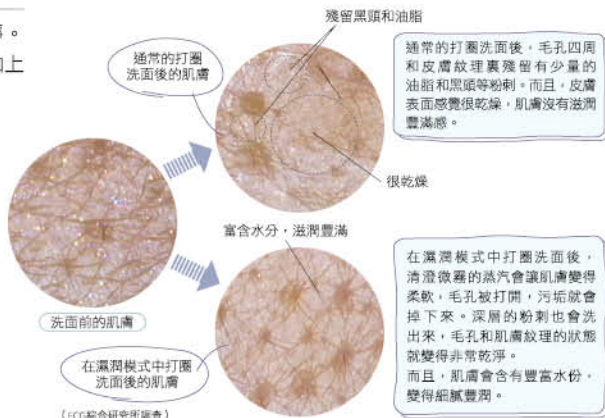 。
加上
殘留黑頭和油脂
通常的打圈
洗面後的肌膚
通常的打圈洗面後，毛孔四周
和皮膚紋理裏殘留有少量的
油脂和黑頭等粉刺。而且，皮膚
表面感覺很乾燥，肌膚沒有滋潤
豐滿感。
很乾燥
富含水分，滋潤豐滿
洗面前的肌膚
在濕潤模式中打圈洗面後，
清澄微霧的蒸汽會讓肌膚變得
柔軟，毛孔被打開，污垢就會
掉下來。深層的粉刺也會洗
出來，毛孔和肌膚紋理的狀態
就變得非常乾淨。
而且，肌膚會含有豐富水份，
變得細膩豐潤。
在濕潤模式中打圈
洗面後的肌膚
綜合研究所調查）